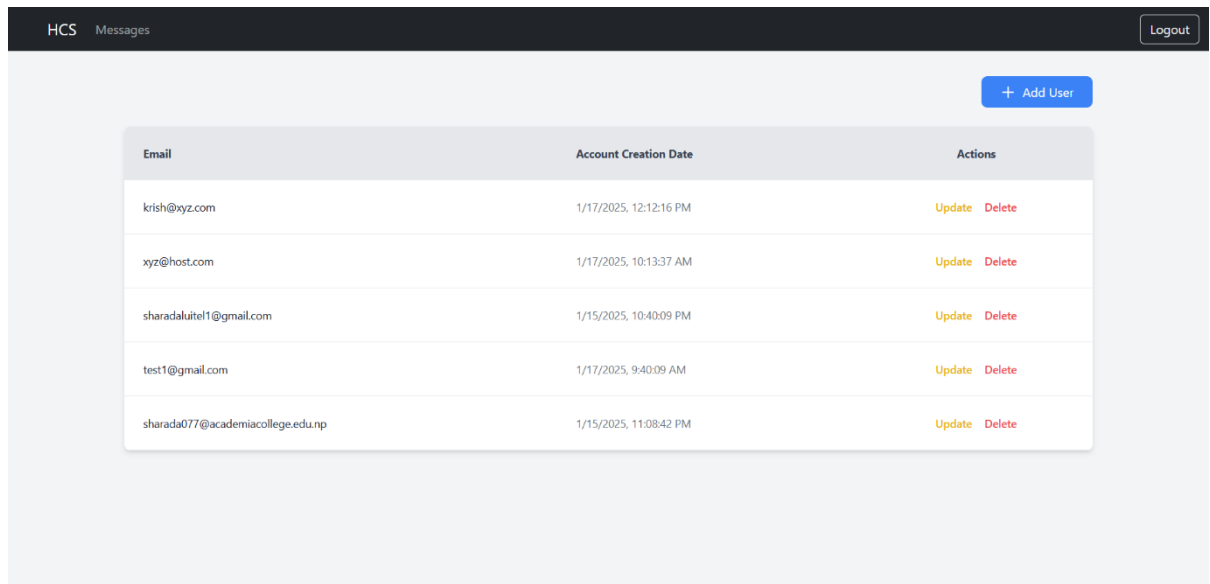 HCS Messages Logout
+ Add User
Email Account Creation Date Actions
krish@xyz.com 1/17/2025, 12:12:16 PM Update Delete
xyz@host.com 1/17/2025, 10:13:37 AM Update Delete
sharadaluitel1@gmail.com 1/15/2025, 10:40:09 PM Update Delete
test1@gmail.com 1/17/2025, 9:40:09 AM Update Delete
sharada077@academiacollege.edu.np 1/15/2025, 11:08:42 PM Update Delete